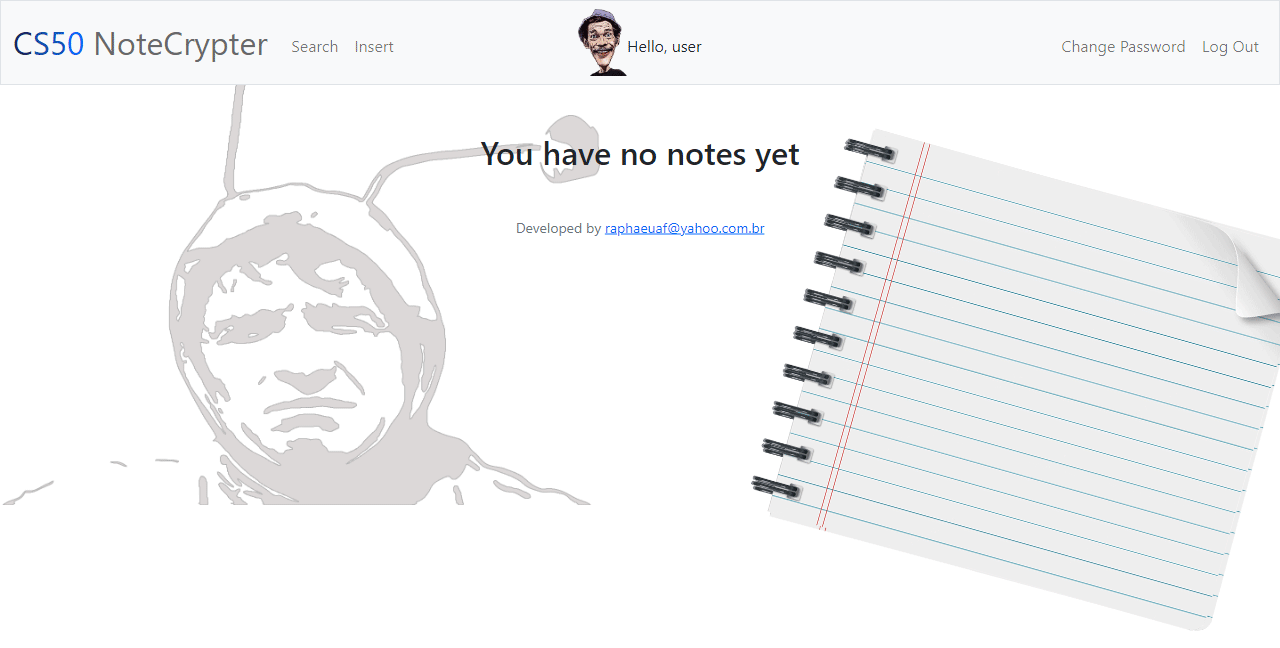 CS50 NoteCrypter Search Insert Hello, user Change Password Log Out
You have no notes yet
Developed by raphaeuaf@yahoo.com.br